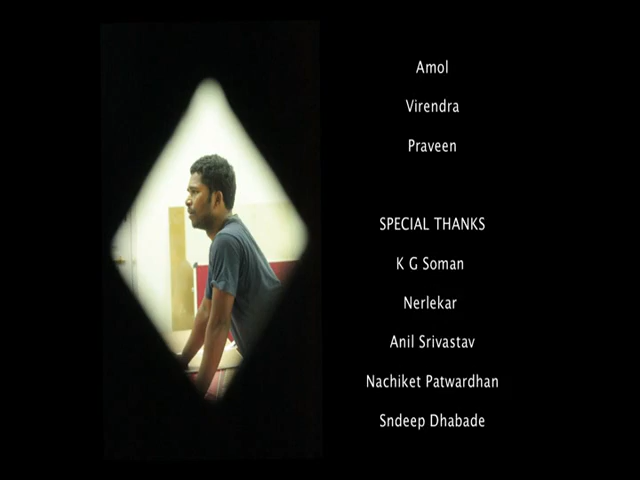 Amol
Virendra
Praveen
SPECIAL THANKS
K G Soman
Nerlekar
Anil Srivastav
Nachiket Patwardhan
Sndeep Dhabade